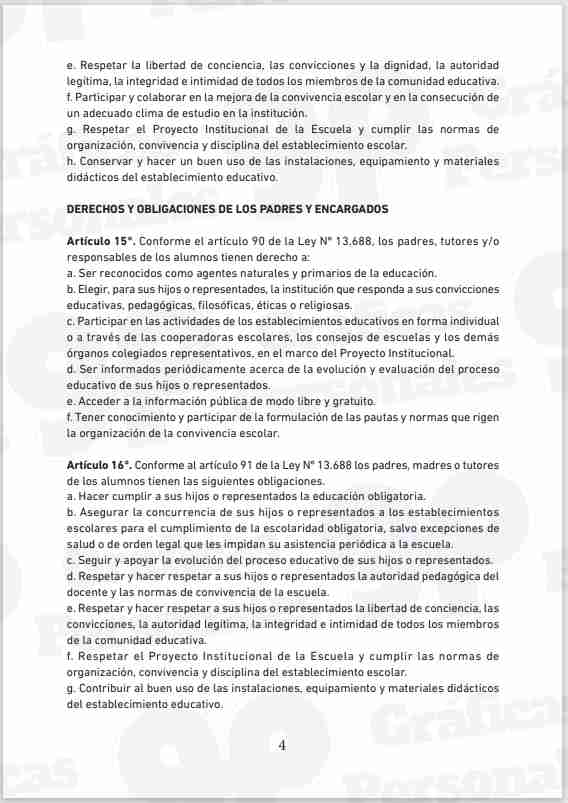 e. Respetar la libertad de conciencia, las convicciones y la dignidad, la autoridad
legítima, la integridad e intimidad de todos los miembros de la comunidad educativa.
f. Participar y colaborar en la mejora de la convivencia escolar y en la consecución de
un adecuado clima de estudio en la institución.
g. Respetar el Proyecto Institucional de la Escuela y cumplir las normas de
organización, convivencia y disciplina del establecimiento escolar.
h. Conservar y hacer un buen uso de las instalaciones, equipamiento y materiales
didácticos del establecimiento educativo.
DERECHOS Y OBLIGACIONES DE LOS PADRES Y ENCARGADOS
Artículo 15°. Conforme el artículo 90 de la Ley N° 13.688, los padres, tutores y/o
responsables de los alumnos tienen derecho a:
a. Ser reconocidos como agentes naturales y primarios de la educación.
b. Elegir, para sus hijos o representados, la institución que responda a sus convicciones
educativas, pedagógicas, filosóficas, éticas o religiosas.
c. Participar en las actividades de los establecimientos educativos en forma individual
o a través de las cooperadoras escolares, los consejos de escuelas y los demás
órganos colegiados representativos, en el marco del Proyecto Institucional.
d. Ser informados periódicamente acerca de la evolución y evaluación del proceso
educativo de sus hijos o representados.
e. Acceder a la información pública de modo libre y gratuito.
f. Tener conocimiento y participar de la formulación de las pautas y normas que rigen
la organización de la convivencia escolar.
Artículo 16°. Conforme al artículo 91 de la Ley N° 13.688 los padres, madres o tutores
de los alumnos tienen las siguientes obligaciones.
a. Hacer cumplir a sus hijos o representados la educación obligatoria.
b. Asegurar la concurrencia de sus hijos o representados a los establecimientos
escolares para el cumplimiento de la escolaridad obligatoria, salvo excepciones de
salud o de orden legal que les impidan su asistencia periódica a la escuela.
c. Seguir y apoyar la evolución del proceso educativo de sus hijos o representados.
d. Respetar y hacer respetar a sus hijos o representados la autoridad pedagógica del
docente y las normas de convivencia de la escuela.
e. Respetar y hacer respetar a sus hijos o representados la libertad de conciencia, las
convicciones, la autoridad legítima, la integridad e intimidad de todos los miembros
de la comunidad educativa.
f. Respetar el Proyecto Institucional de la Escuela y cumplir las normas de
organización, convivencia y disciplina del establecimiento escolar.
g. Contribuir al buen uso de las instalaciones, equipamiento y materiales didácticos
del establecimiento educativo.
4